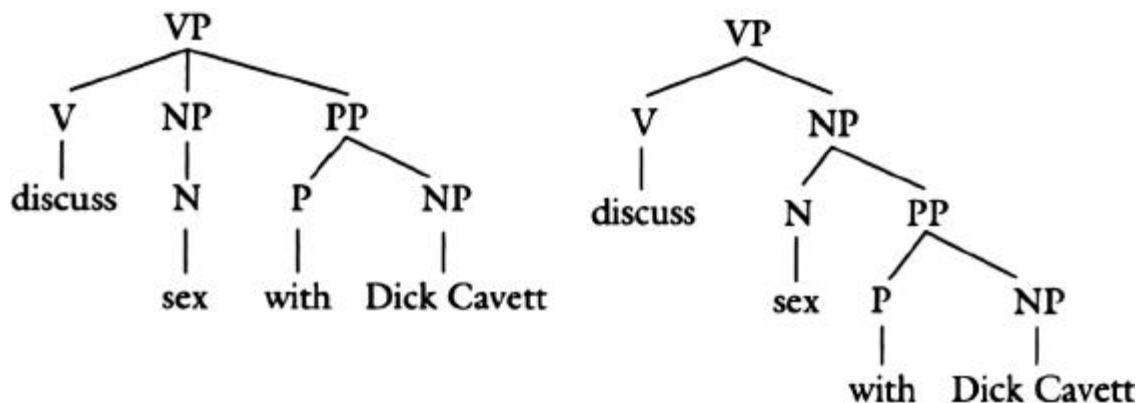 VP VP
V NP PP V NP
discuss N P NP discuss N PP
sex with Dick Cavett sex P NP
with Dick Cavett